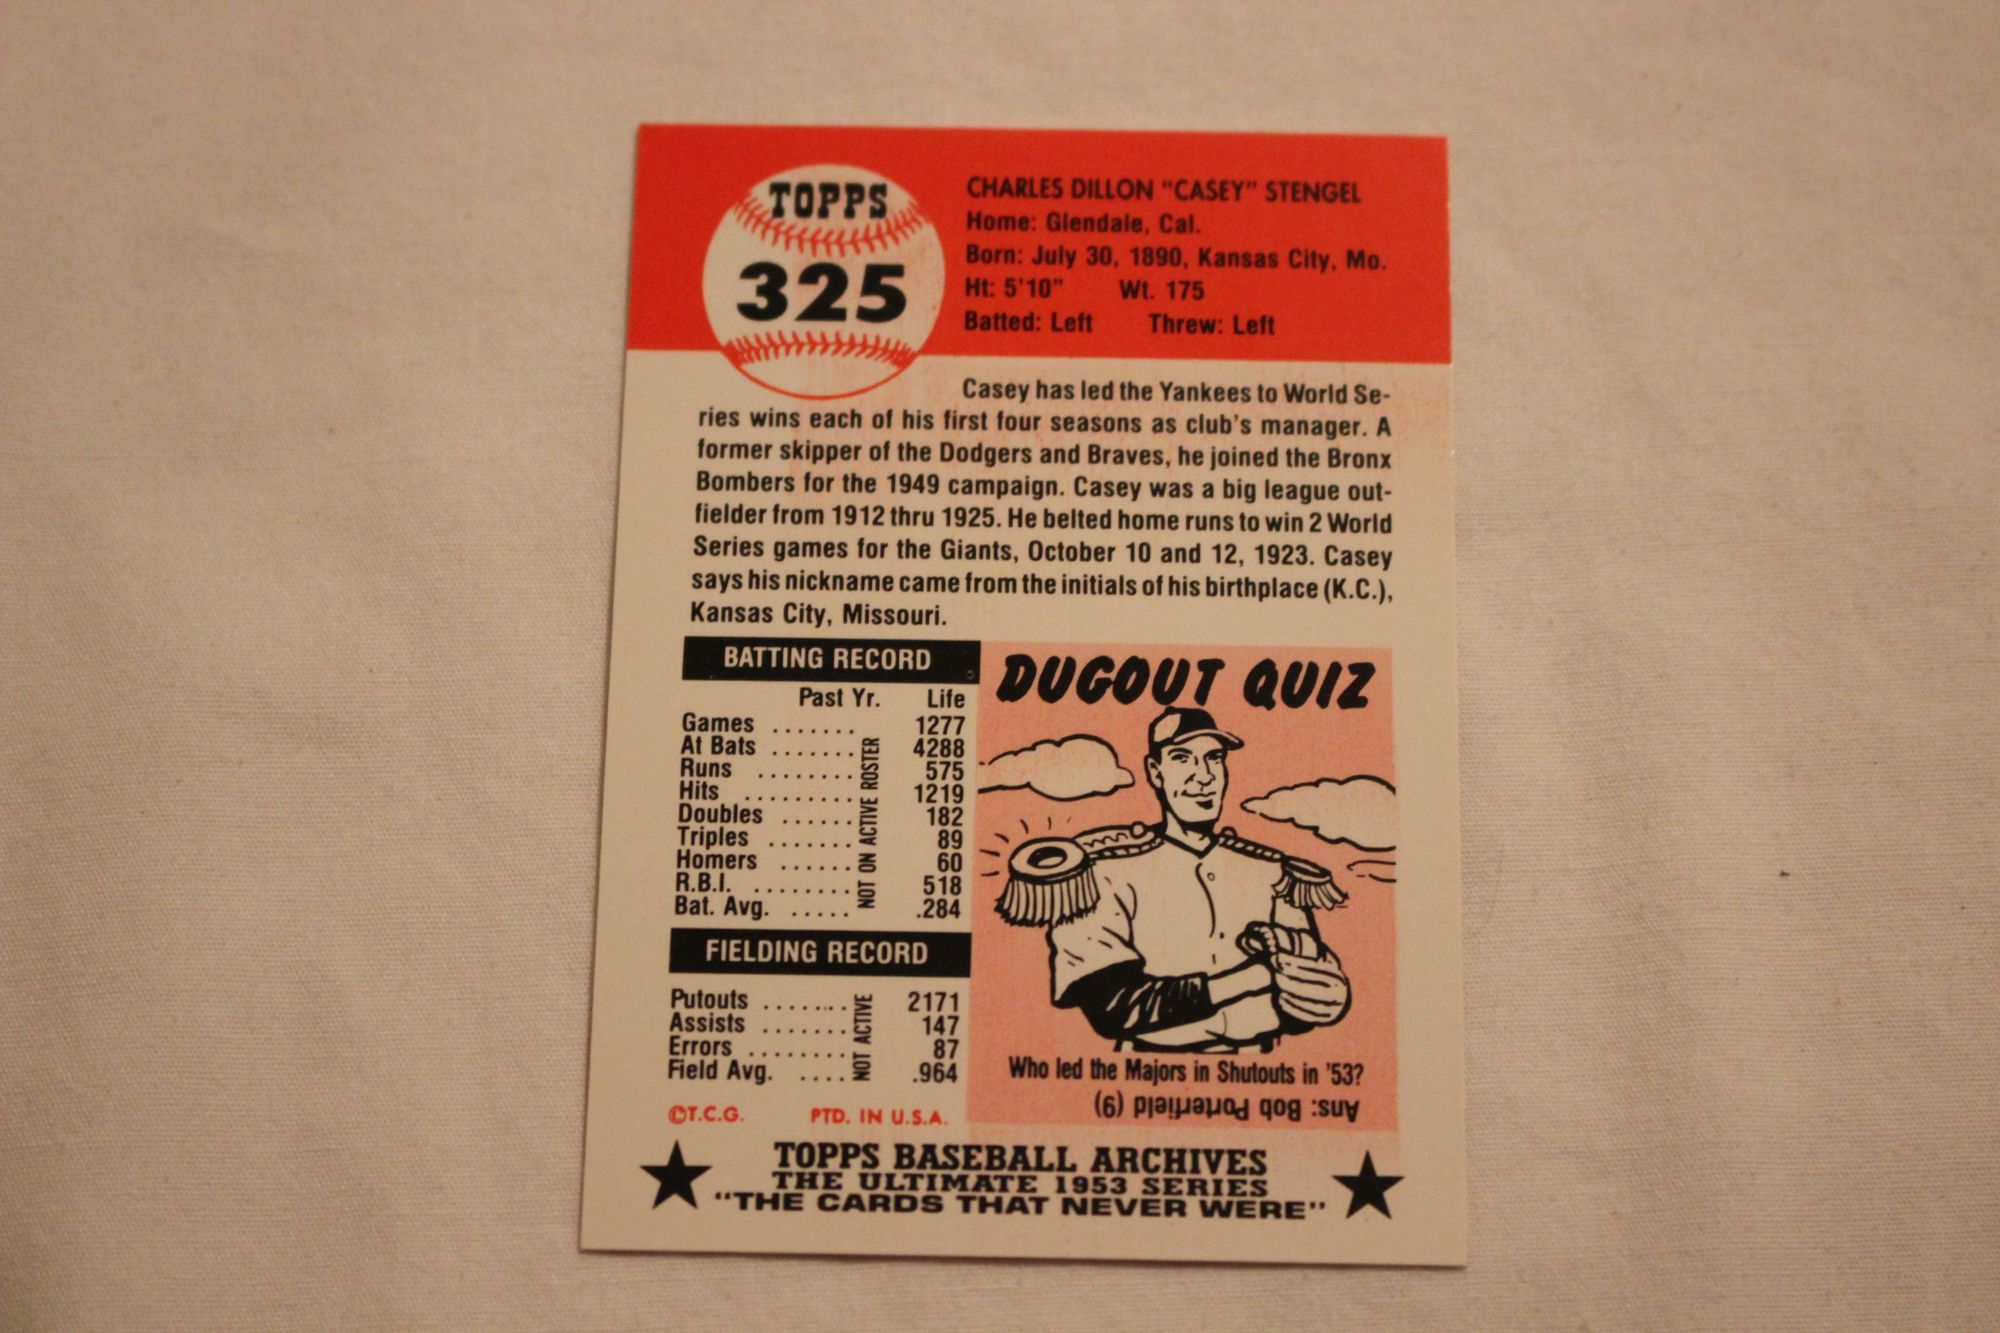 TOPPS
325
CHARLES DILLON "CASEY" STENGEL
Home: Glendale, Cal.
Born: July 30, 1890, Kansas City, Mo.
Ht: 5'10" Wt. 175
Batted: Left Threw: Left
Casey has led the Yankees to World Se-
ries wins each of his first four seasons as club's manager. A
former skipper of the Dodgers and Braves, he joined the Bronx
Bombers for the 1949 campaign. Casey was a big league out-
fielder from 1912 thru 1925. He belted home runs to win 2 World
Series games for the Giants, October 10 and 12, 1923. Casey
says his nickname came from the initials of his birthplace (K.C.),
Kansas City, Missouri.
BATTING RECORD
Past Yr. Life
Games ....... 1277
At Bats ....... 4288
Runs ........ 575
Hits ......... 1219
Doubles ...... 182
Triples ....... 89
Homers ...... 60
R.B.I. ........ 518
Bat. Avg. ..... .284
NOT ON ACTIVE ROSTER
FIELDING RECORD
Putouts ....... 2171
Assists ....... 147
Errors ........ 87
Field Avg. .... .964
NOT ACTIVE
©T.C.G. PTD. IN U.S.A.
DUGOUT QUIZ
Who led the Majors in Shutouts in '53?
Ans: Bob Porterfield (9)
TOPPS BASEBALL ARCHIVES
THE ULTIMATE 1953 SERIES
"THE CARDS THAT NEVER WERE"